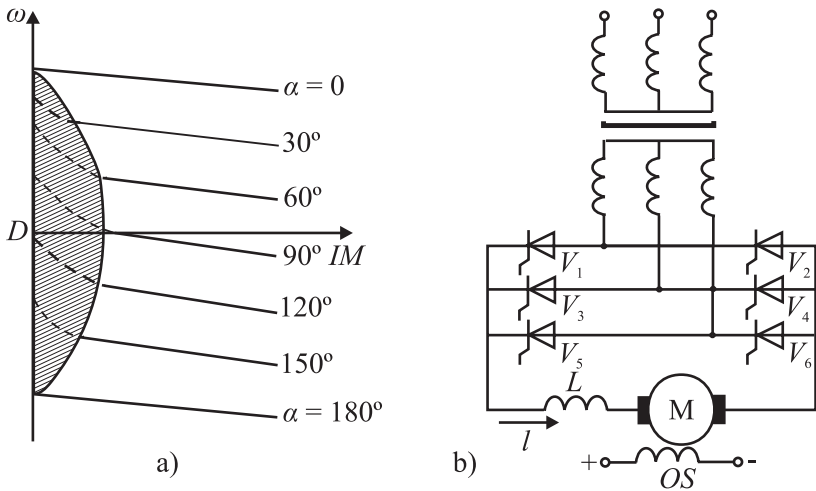 ω
α = 0
30º
60º
D
90º IM
120º
150º
α = 180º
a)
V1
V2
V3
V4
V5
V6
L
M
l
b)
+
-
OS